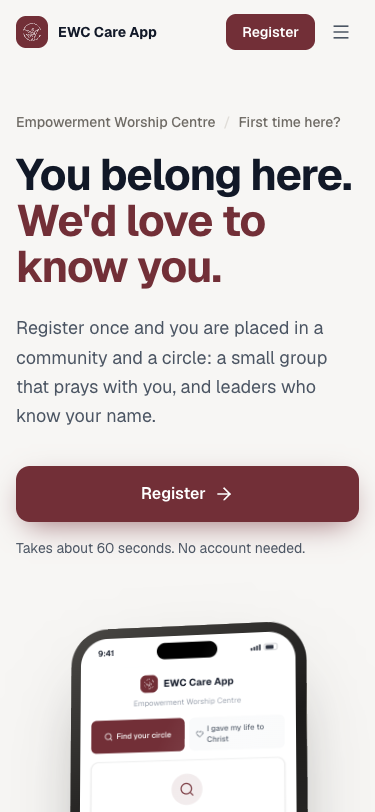 EWC Care App
Register
Empowerment Worship Centre / First time here?
You belong here.
We'd love to
know you.
Register once and you are placed in a
community and a circle: a small group
that prays with you, and leaders who
know your name.
Register
Takes about 60 seconds. No account needed.
9:41
EWC Care App
Empowerment Worship Centre
Find your circle
I gave my life to
Christ